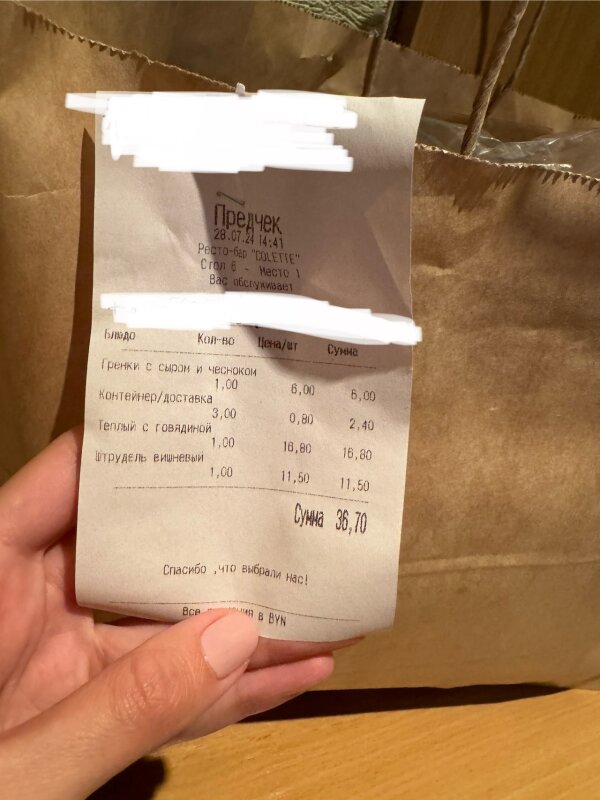 Предчек
28.07.24 14:41
Ресто-бар "COLETTE"
Стол 6 - Место 1
Вас обслуживает
Блюдо Кол-во Цена/шт Сумма
Гренки с сыром и чесноком
1,00 6,00 6,00
Контейнер/доставка
3,00 0,80 2,40
Теплый с говядиной
1,00 16,80 16,80
Штрудель вишневый
1,00 11,50 11,50
Сумма 36,70
Спасибо ,что выбрали нас!
Все в BYN